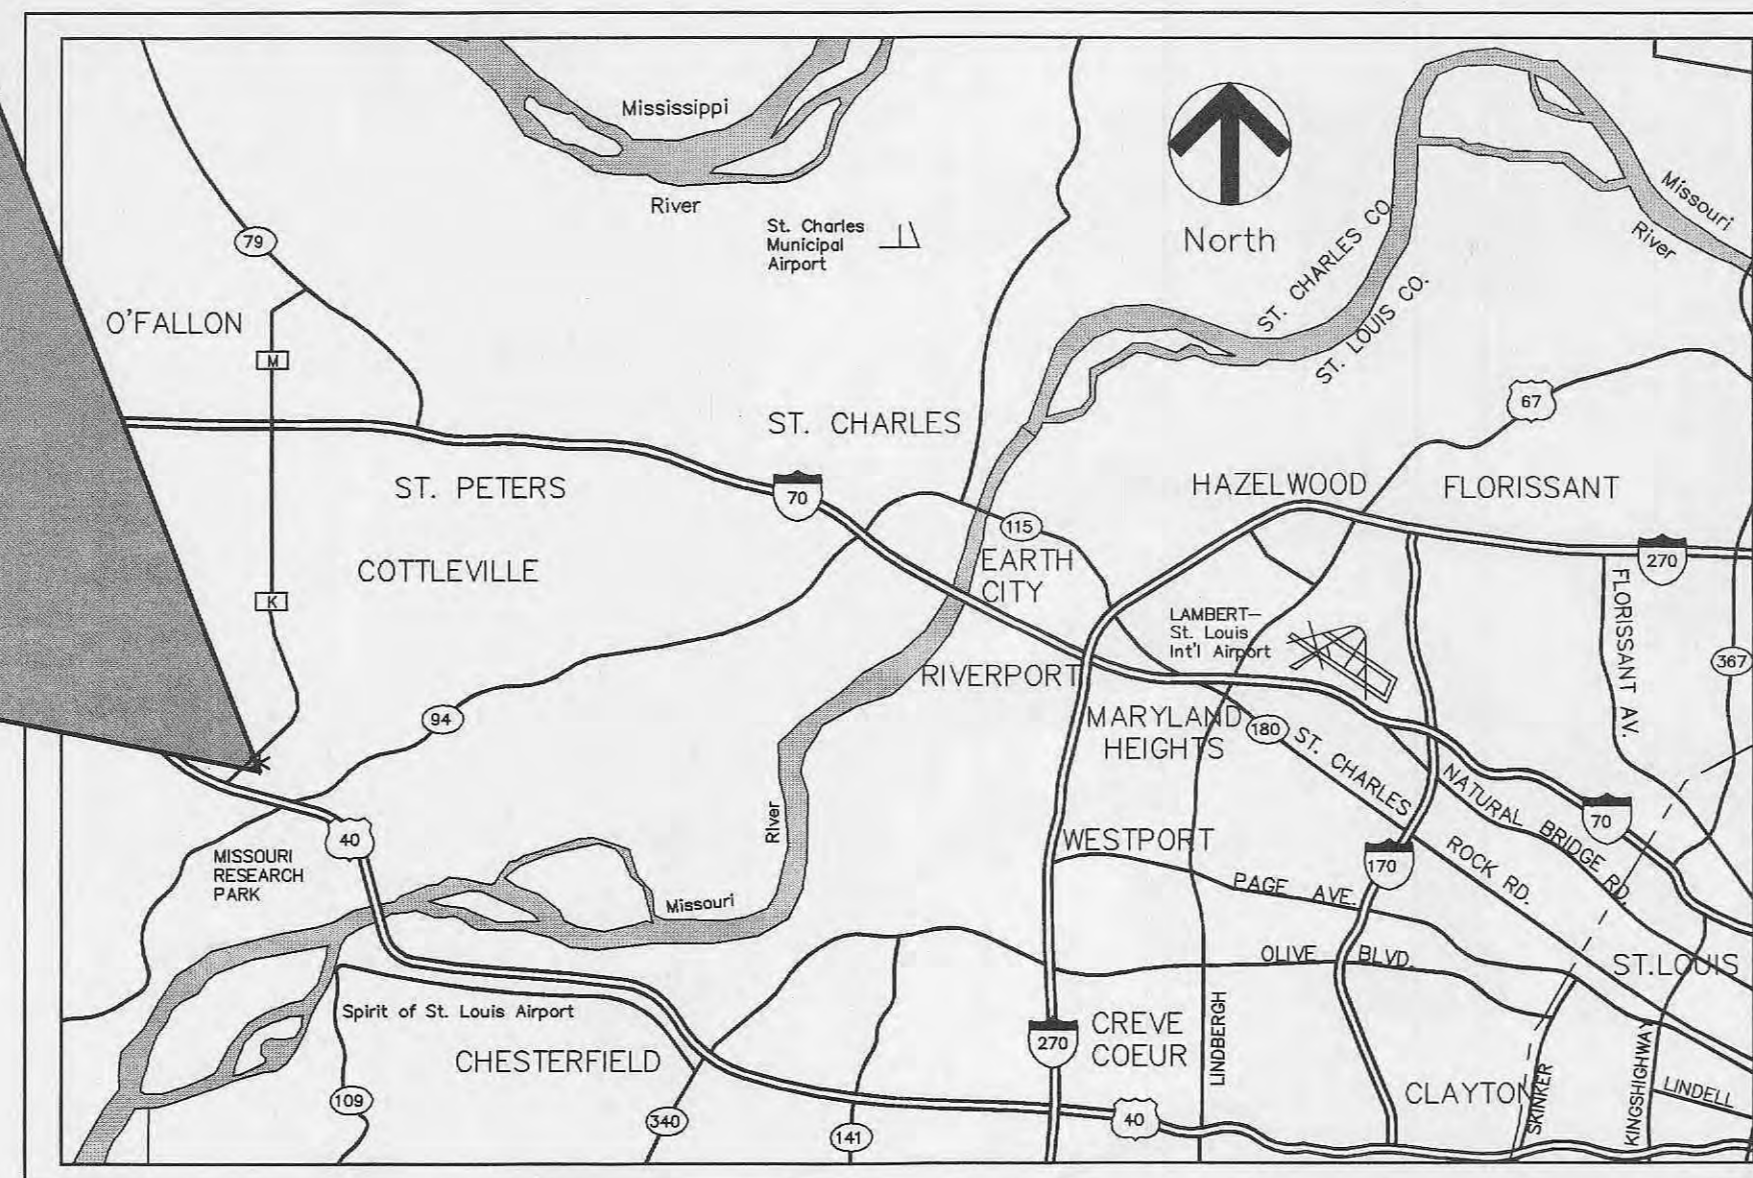 Mississippi
River
St. Charles
Municipal
Airport
North
Missouri
River
ST. CHARLES CO.
ST. LOUIS CO.
79
O'FALLON
M
67
ST. CHARLES
ST. PETERS
70
HAZELWOOD
FLORISSANT
115
270
COTTLEVILLE
EARTH
CITY
K
LAMBERT-
St. Louis
Int'l Airport
FLORISSANT AV.
367
RIVERPORT
94
MARYLAND
HEIGHTS
180
ST. CHARLES
ROCK RD.
NATURAL BRIDGE RD.
70
River
40
WESTPORT
170
MISSOURI
RESEARCH
PARK
PAGE AVE.
Missouri
OLIVE BLVD.
ST.LOUIS
Spirit of St. Louis Airport
CHESTERFIELD
270
CREVE
COEUR
LINDBERGH
CLAYTON
SKINKER
KINGSHIGHWAY
LINDELL
109
340
141
40